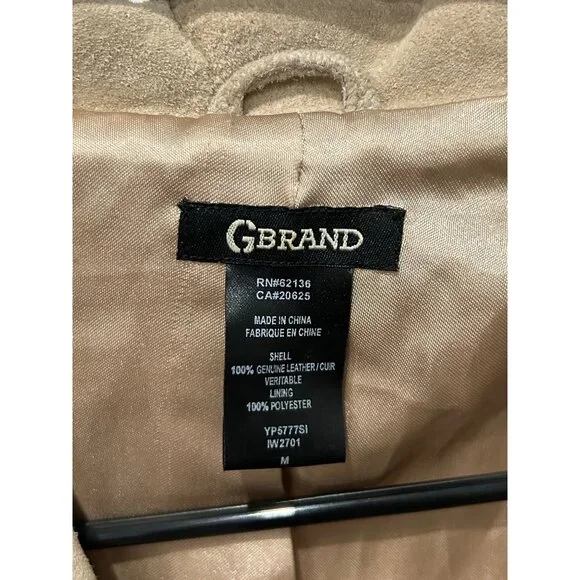 GBRAND
RN#62136
CA#20625
MADE IN CHINA
FABRIQUE EN CHINE
SHELL
100% GENUINE LEATHER/CUIR
VERITABLE
LINING
100% POLYESTER
YP5777SI
IW2701
M